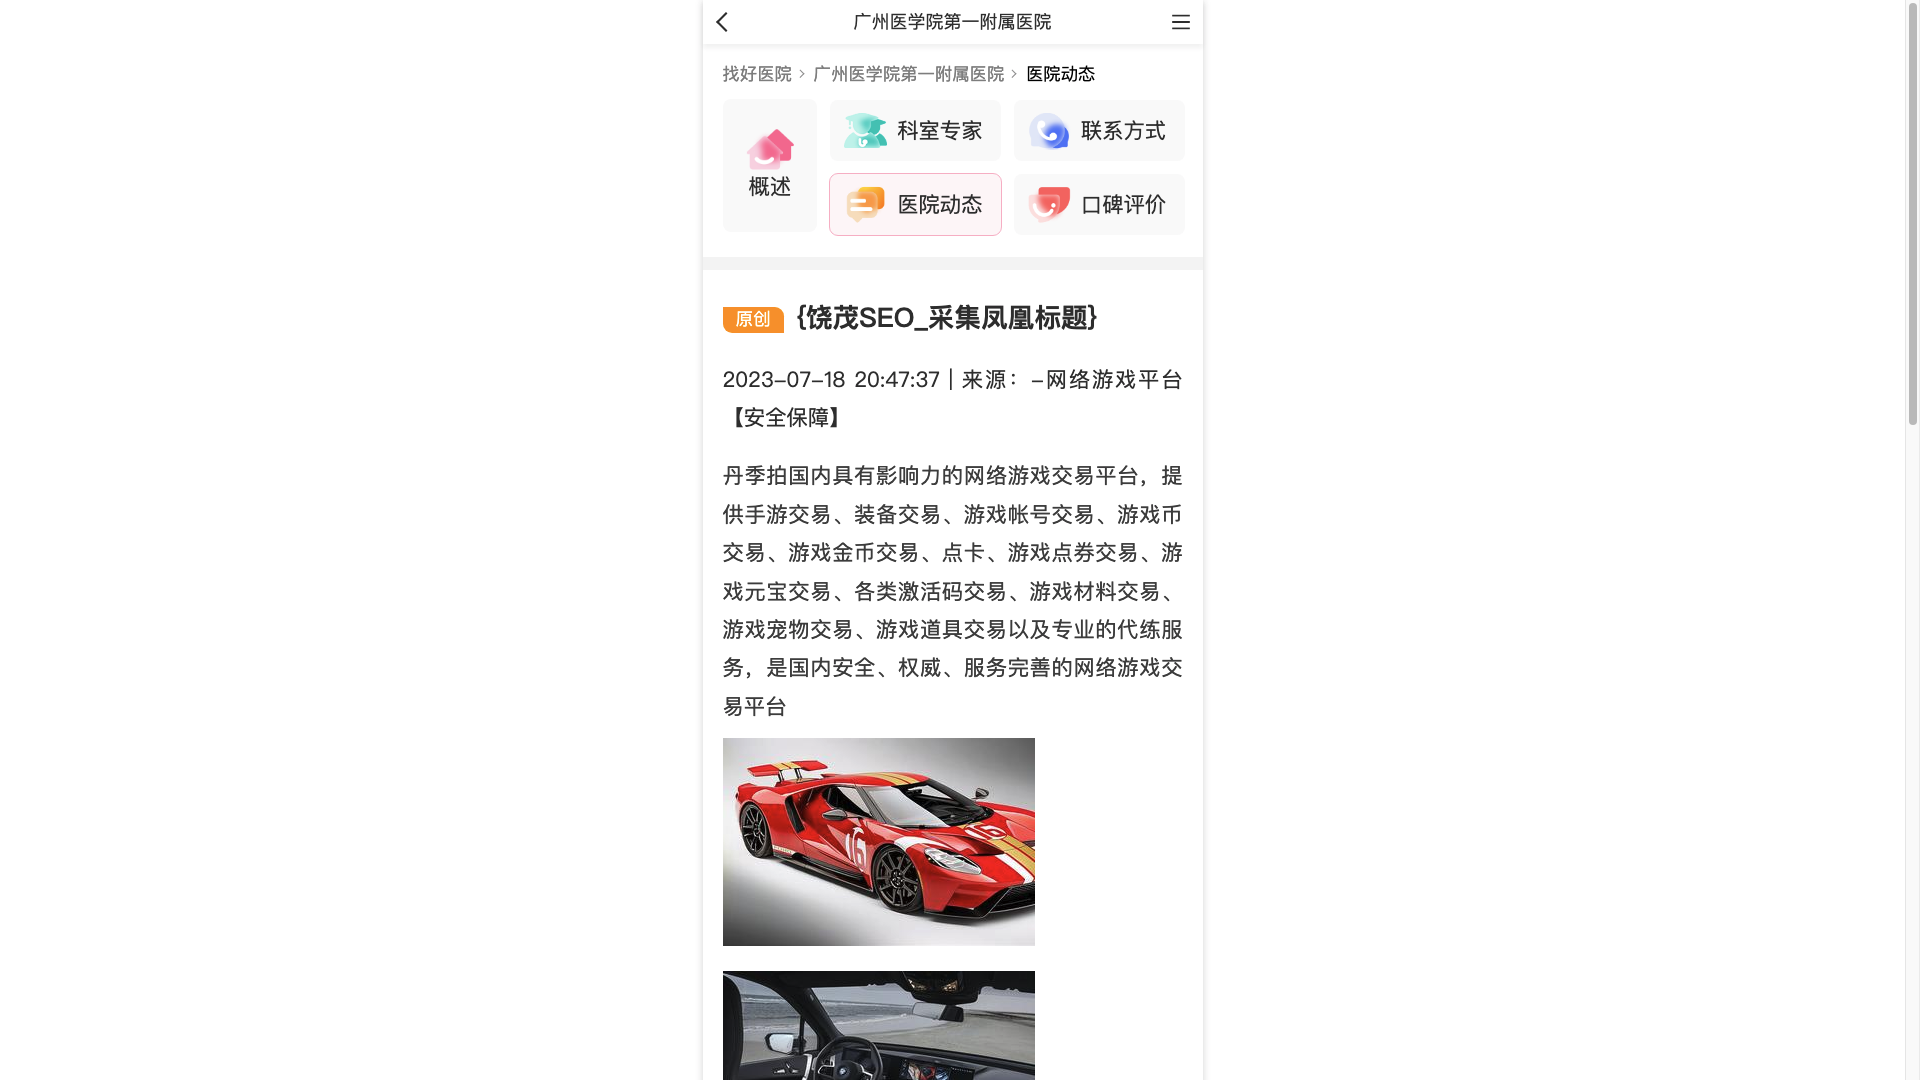 广州医学院第一附属医院
找好医院 > 广州医学院第一附属医院 > 医院动态
概述
科室专家
联系方式
医院动态
口碑评价
原创 {饶茂SEO_采集凤凰标题}
2023-07-18 20:47:37 | 来源：-网络游戏平台
【安全保障】
丹季拍国内具有影响力的网络游戏交易平台，提
供手游交易、装备交易、游戏帐号交易、游戏币
交易、游戏金币交易、点卡、游戏点券交易、游
戏元宝交易、各类激活码交易、游戏材料交易、
游戏宠物交易、游戏道具交易以及专业的代练服
务，是国内安全、权威、服务完善的网络游戏交
易平台
16
16